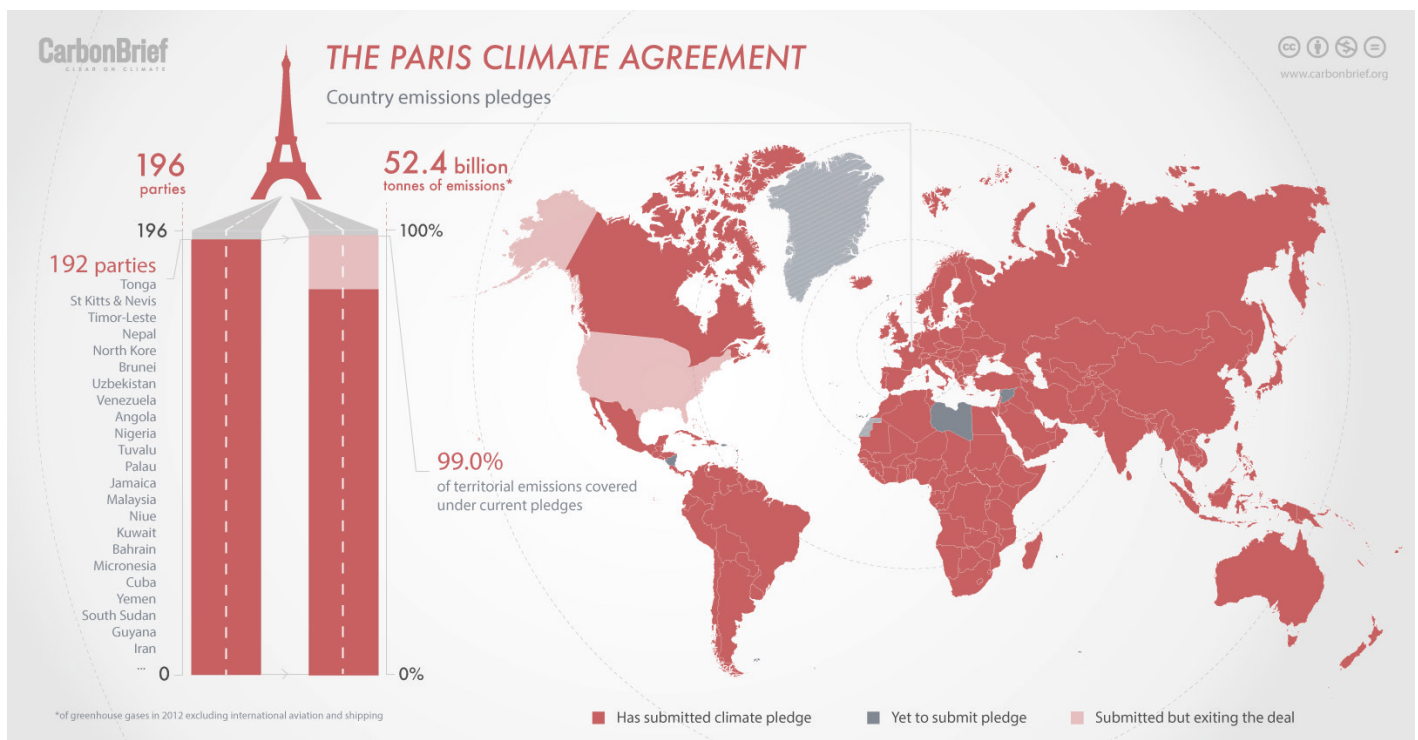 CarbonBrief
CLEAR ON CLIMATE
THE PARIS CLIMATE AGREEMENT
Country emissions pledges
cc
www.carbonbrief.org
196
parties
52.4 billion
tonnes of emissions*
196
100%
192 parties
Tonga
St Kitts & Nevis
Timor-Leste
Nepal
North Kore
Brunei
Uzbekistan
Venezuela
Angola
Nigeria
Tuvalu
Palau
Jamaica
Malaysia
Niue
Kuwait
Bahrain
Micronesia
Cuba
Yemen
South Sudan
Guyana
Iran
...
0
0%
99.0%
of territorial emissions covered
under current pledges
*of greenhouse gases in 2012 excluding international aviation and shipping
Has submitted climate pledge
Yet to submit pledge
Submitted but exiting the deal